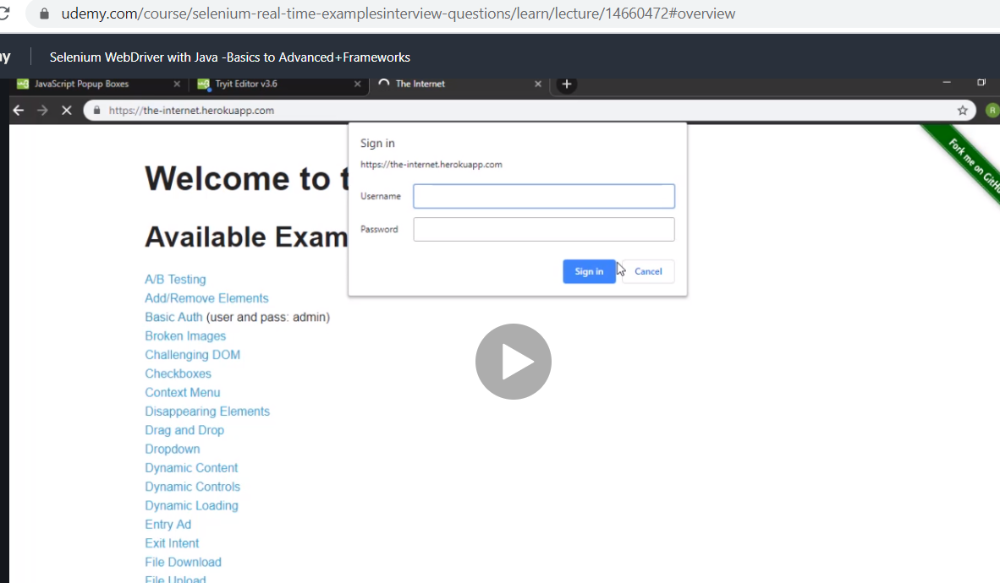 udemy.com/course/selenium-real-time-examplesinterview-questions/learn/lecture/14660472#overview
my Selenium WebDriver with Java -Basics to Advanced+Frameworks
JavaScript Popup Boxes Tryit Editor v3.6 The Internet
https://the-internet.herokuapp.com R
Sign in
https://the-internet.herokuapp.com
Username
Password
Sign in Cancel
Fork me on GitHu
Welcome to t
Available Exam
A/B Testing
Add/Remove Elements
Basic Auth (user and pass: admin)
Broken Images
Challenging DOM
Checkboxes
Context Menu
Disappearing Elements
Drag and Drop
Dropdown
Dynamic Content
Dynamic Controls
Dynamic Loading
Entry Ad
Exit Intent
File Download
File Upload